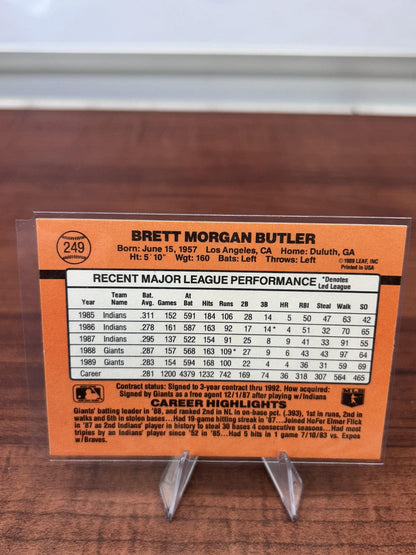 249
BRETT MORGAN BUTLER
Born: June 15, 1957 Los Angeles, CA Home: Duluth, GA
Ht: 5' 10" Wgt: 160 Bats: Left Throws: Left
©1989 LEAF, INC
Printed in USA
RECENT MAJOR LEAGUE PERFORMANCE *Denotes Led League
Year Team Name Bat. Avg. Games At Bat Hits Runs 2B 3B HR RBI Steal Walk SO
1985 Indians .311 152 591 184 106 28 14 5 50 47 63 42
1986 Indians .278 161 587 163 92 17 14* 4 51 32 70 65
1987 Indians .295 137 522 154 91 25 8 9 41 33 91 55
1988 Giants .287 157 568 163 109* 27 9 6 43 43 97 64
1989 Giants .283 154 594 168 100 22 4 4 36 31 59 69
Career .281 1200 4379 1232 742 169 74 36 318 307 564 465
Contract status: Signed to 3-year contract thru 1992. How acquired:
Signed by Giants as a free agent 12/1/87 after playing w/Indians
CAREER HIGHLIGHTS
Giants' batting leader in '88, and ranked 2nd in NL in on-base pct. (.393), 1st in runs, 2nd in
walks and 6th in stolen bases...Had 19-game hitting streak in '87...Joined HoFer Elmer Flick
in '87 as 2nd Indians' player in history to steal 30 bases 4 consecutive seasons...Had most
triples by an Indians' player since '52 in '85...Had 5 hits in 1 game 7/10/83 vs. Expos
w/Braves.